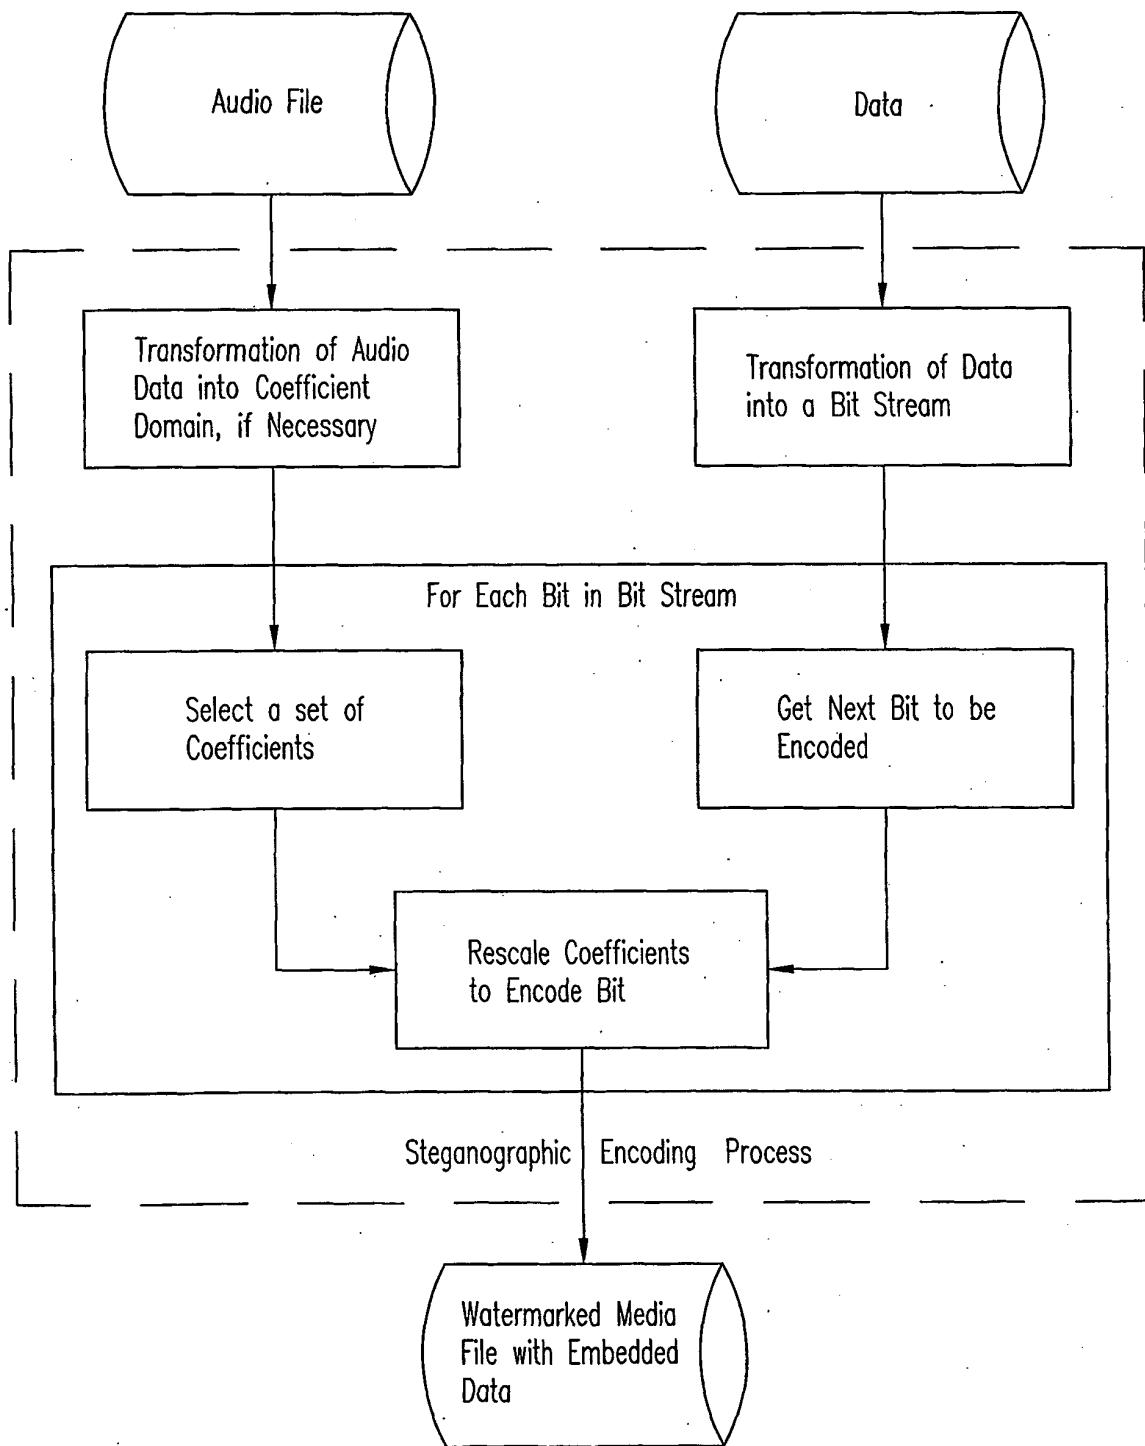 Audio File
Data
Transformation of Audio
Data into Coefficient
Domain, if Necessary
Transformation of Data
into a Bit Stream
For Each Bit in Bit Stream
Select a set of
Coefficients
Get Next Bit to be
Encoded
Rescale Coefficients
to Encode Bit
Steganographic Encoding Process
Watermarked Media
File with Embedded
Data